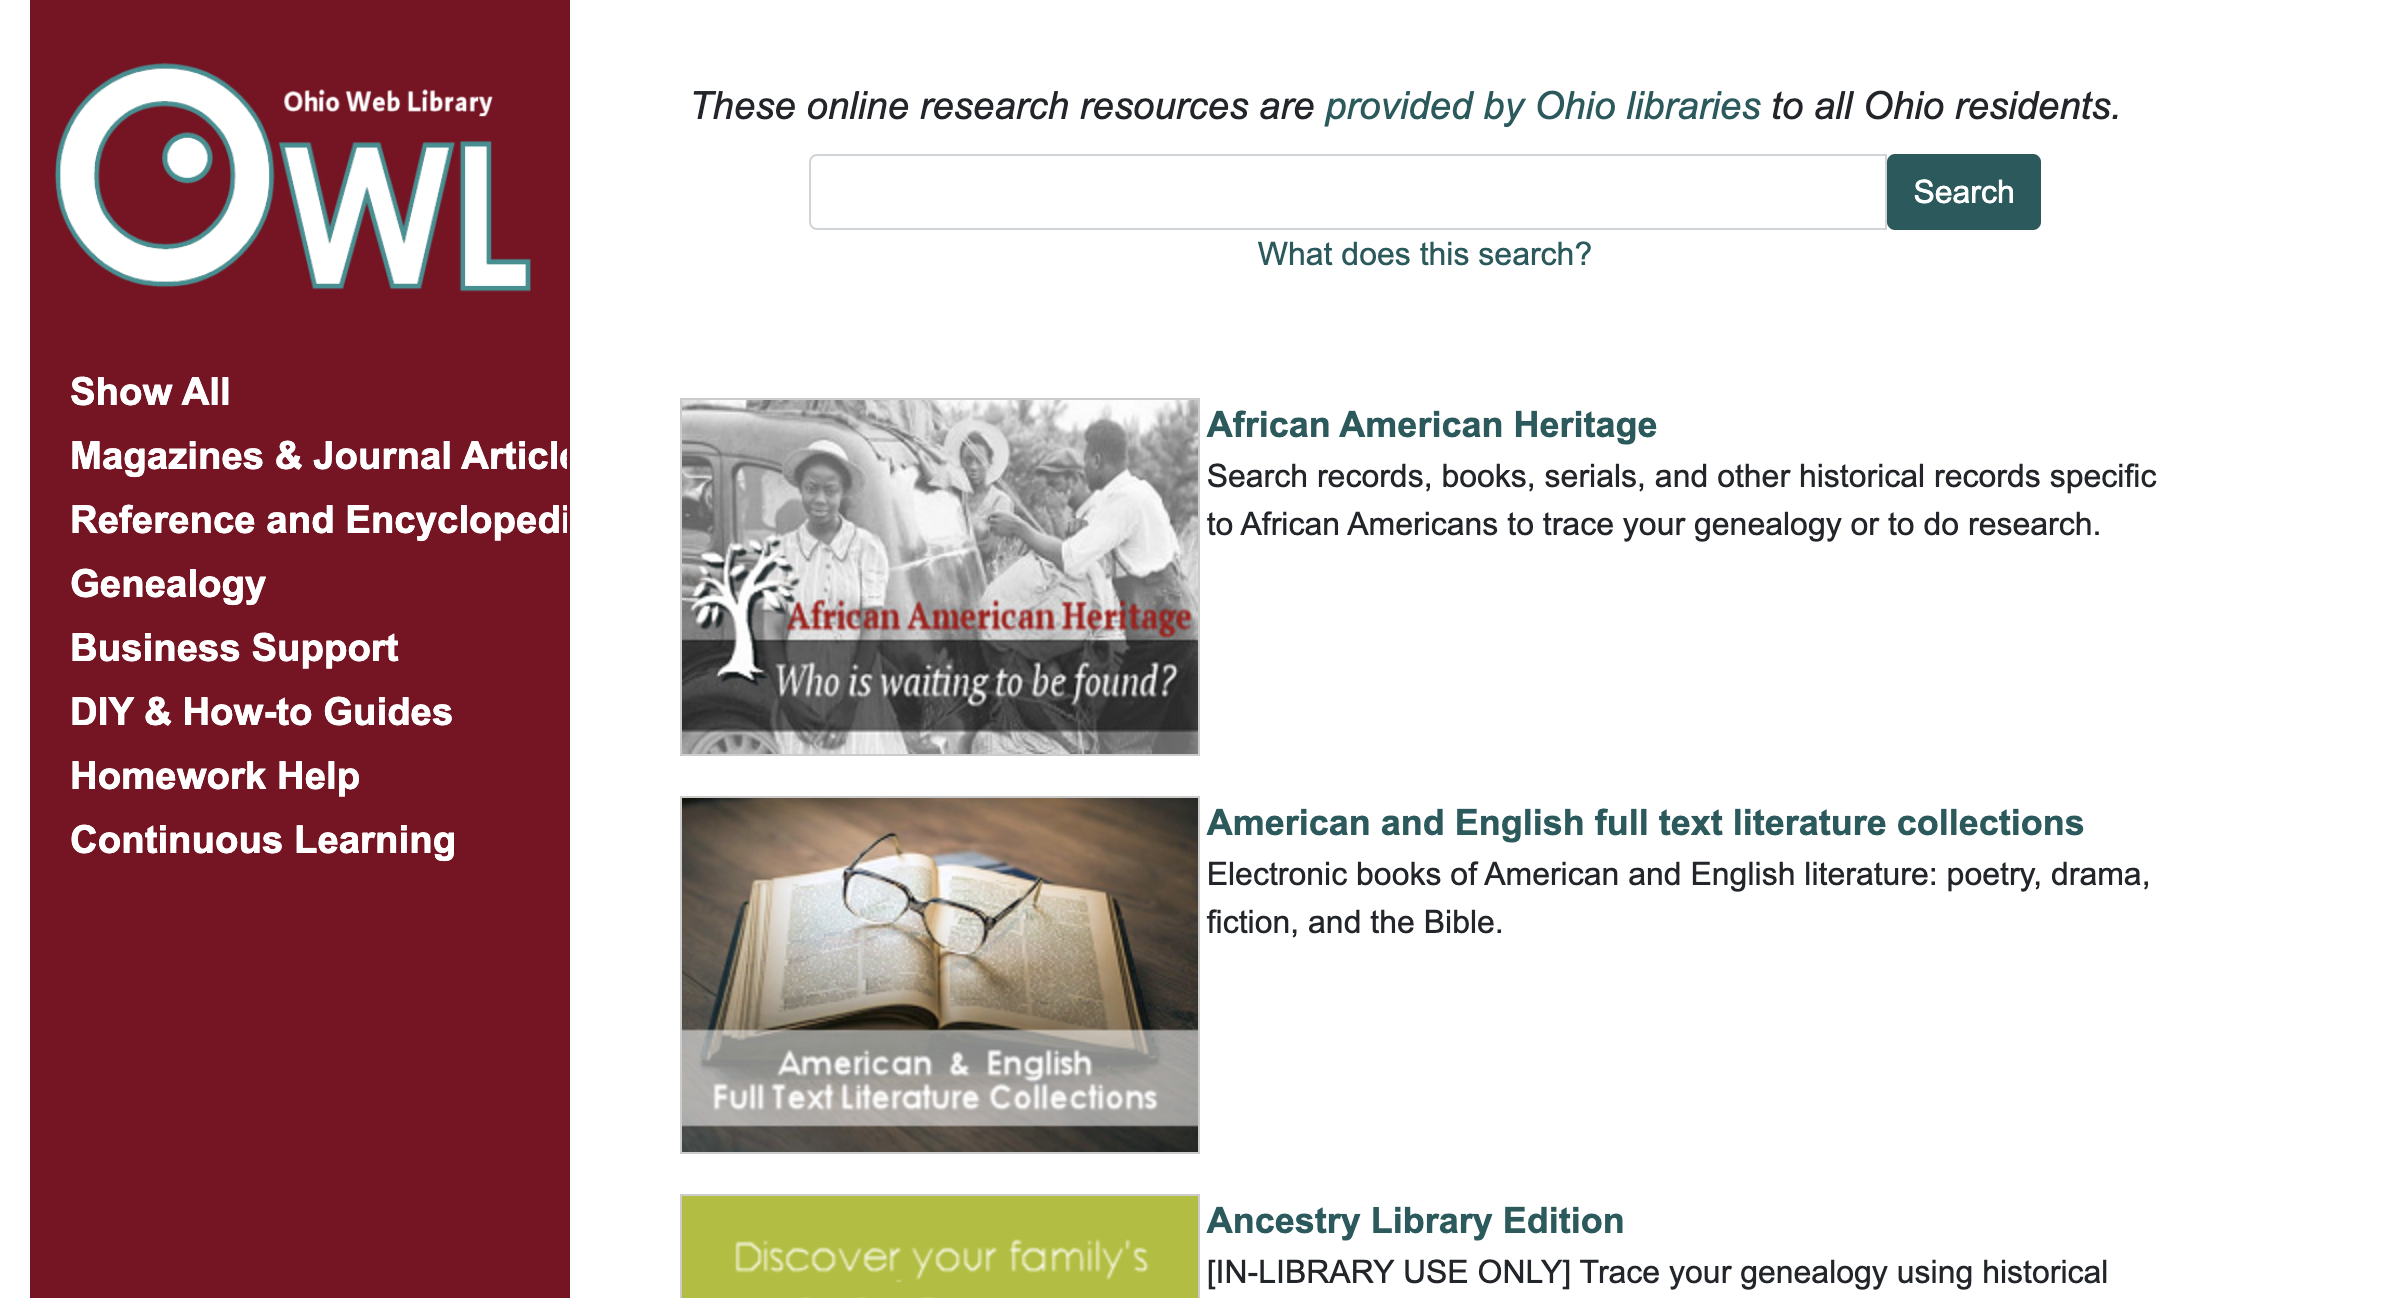 Ohio Web Library
OWL
Show All
Magazines & Journal Article
Reference and Encyclopedi
Genealogy
Business Support
DIY & How-to Guides
Homework Help
Continuous Learning
These online research resources are provided by Ohio libraries to all Ohio residents.
Search
What does this search?
African American Heritage
Who is waiting to be found?
African American Heritage
Search records, books, serials, and other historical records specific
to African Americans to trace your genealogy or to do research.
American & English
Full Text Literature Collections
American and English full text literature collections
Electronic books of American and English literature: poetry, drama,
fiction, and the Bible.
Discover your family's
Ancestry Library Edition
[IN-LIBRARY USE ONLY] Trace your genealogy using historical